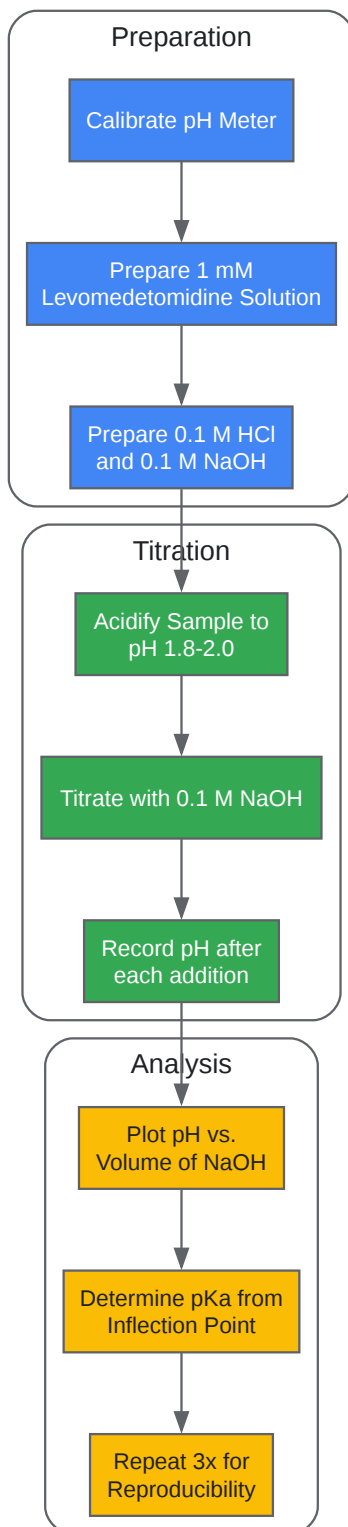 Preparation
Calibrate pH Meter
Prepare 1 mM
Levomedetomidine Solution
Prepare 0.1 M HCl
and 0.1 M NaOH
Titration
Acidify Sample to
pH 1.8-2.0
Titrate with 0.1 M NaOH
Record pH after
each addition
Analysis
Plot pH vs.
Volume of NaOH
Determine pKa from
Inflection Point
Repeat 3x for
Reproducibility